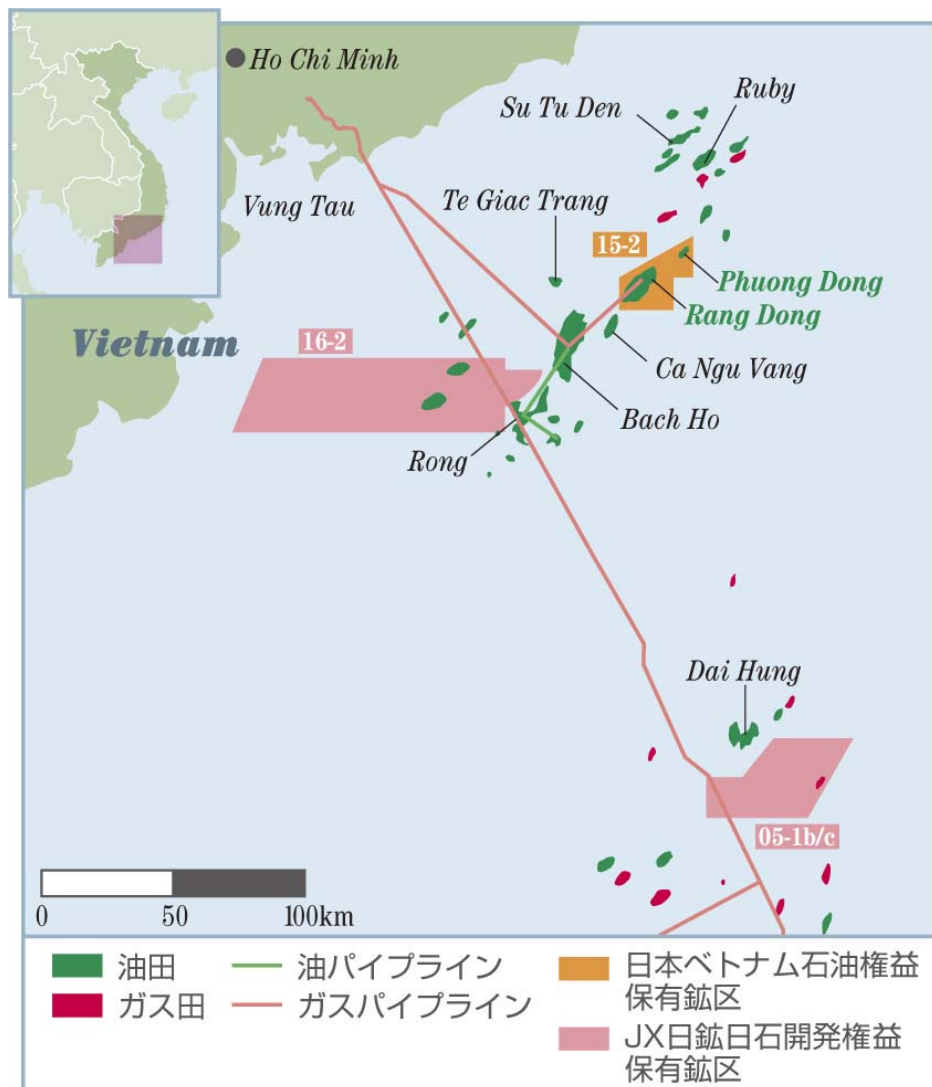 Ho Chi Minh
Ruby
Su Tu Den
Vung Tau
Te Giac Trang
15-2
Phuong Dong
Rang Dong
Vietnam
16-2
Ca Ngu Vang
Bach Ho
Rong
Dai Hung
05-1b/c
0 50 100km
油田
油パイプライン
日本ベトナム石油権益
保有鉱区
ガス田
ガスパイプライン
JX日鉱日石開発権益
保有鉱区